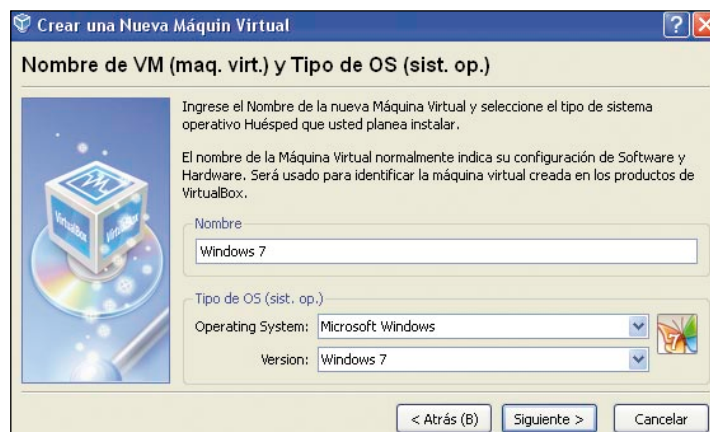 Crear una Nueva Máquin Virtual
Nombre de VM (maq. virt.) y Tipo de OS (sist. op.)
Ingrese el Nombre de la nueva Máquina Virtual y seleccione el tipo de sistema
operativo Huésped que usted planea instalar.
El nombre de la Máquina Virtual normalmente indica su configuración de Software y
Hardware. Será usado para identificar la máquina virtual creada en los productos de
VirtualBox.
VirtualBox
Nombre
Windows 7
Tipo de OS (sist. op.)
Operating System: Microsoft Windows
7
Version: Windows 7
< Atrás (B) Siguiente > Cancelar